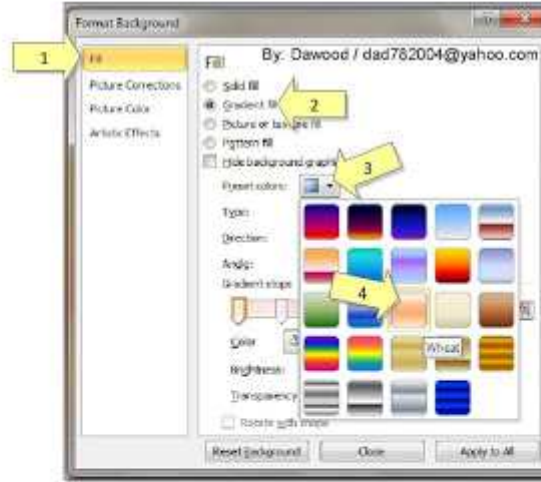 Format Background
1
Fill
Picture Corrections
Picture Color
Artistic Effects
Fill
By: Dawood / dad782004@yahoo.com
Solid fill
Gradient fill
2
Picture or texture fill
Pattern fill
Hide background graph
3
Preset colors:
Type:
Direction:
Angle:
Gradient stops
4
Color
Wheat
Brightness:
Transparency
Rotate with shape
Reset Background
Close
Apply to All